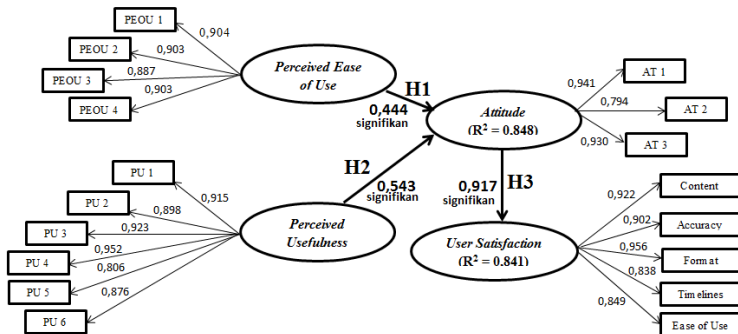 PEOU 1
PEOU 2
PEOU 3
PEOU 4
0,904
0,903
0,887
0,903
Perceived Ease
of Use
H1
0,444
signifikan
Attitude
(R² = 0.848)
0,941
0,794
0,930
AT 1
AT 2
AT 3
PU 1
PU 2
PU 3
PU 4
PU 5
PU 6
0,915
0,898
0,923
0,952
0,806
0,876
Perceived
Usefulness
H2
0,543
signifikan
0,917
signifikan
H3
User Satisfaction
(R² = 0.841)
0,922
0,902
0,956
0,838
0,849
Content
Accuracy
Format
Timelines
Ease of Use